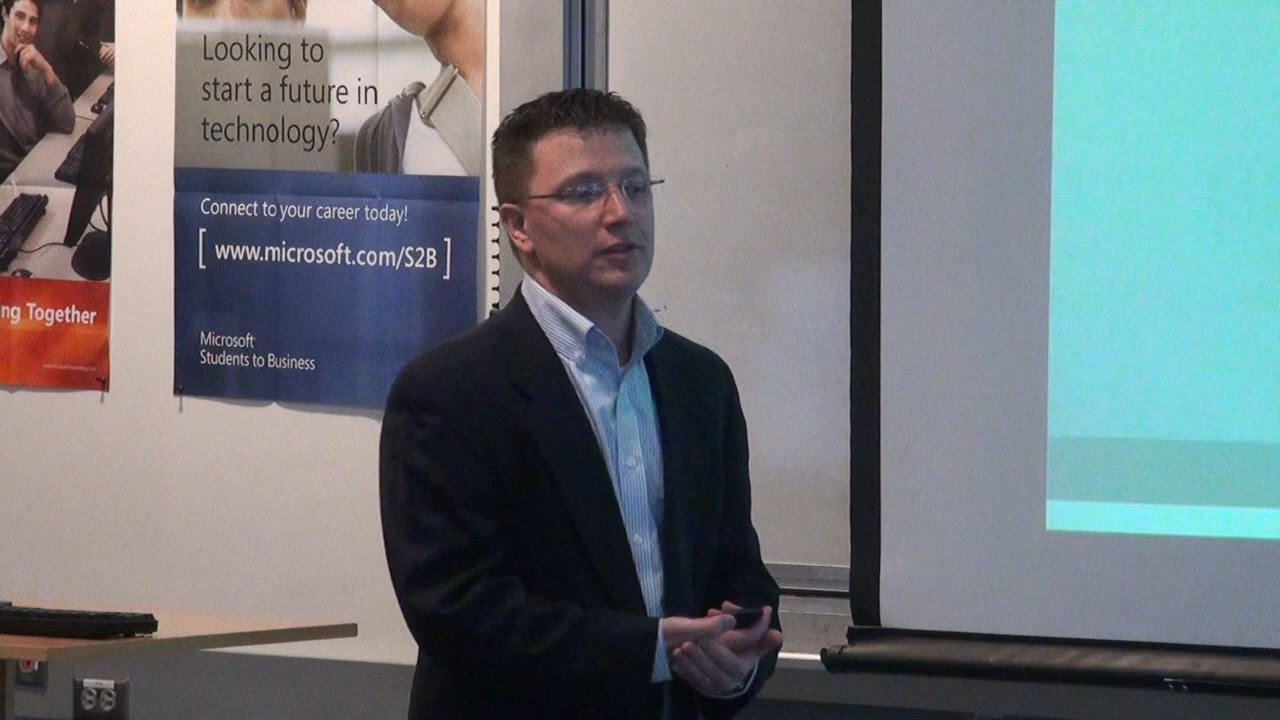 Looking to
start a future in
technology?
Connect to your career today!
[ www.microsoft.com/S2B ]
Microsoft
Students to Business
ng Together